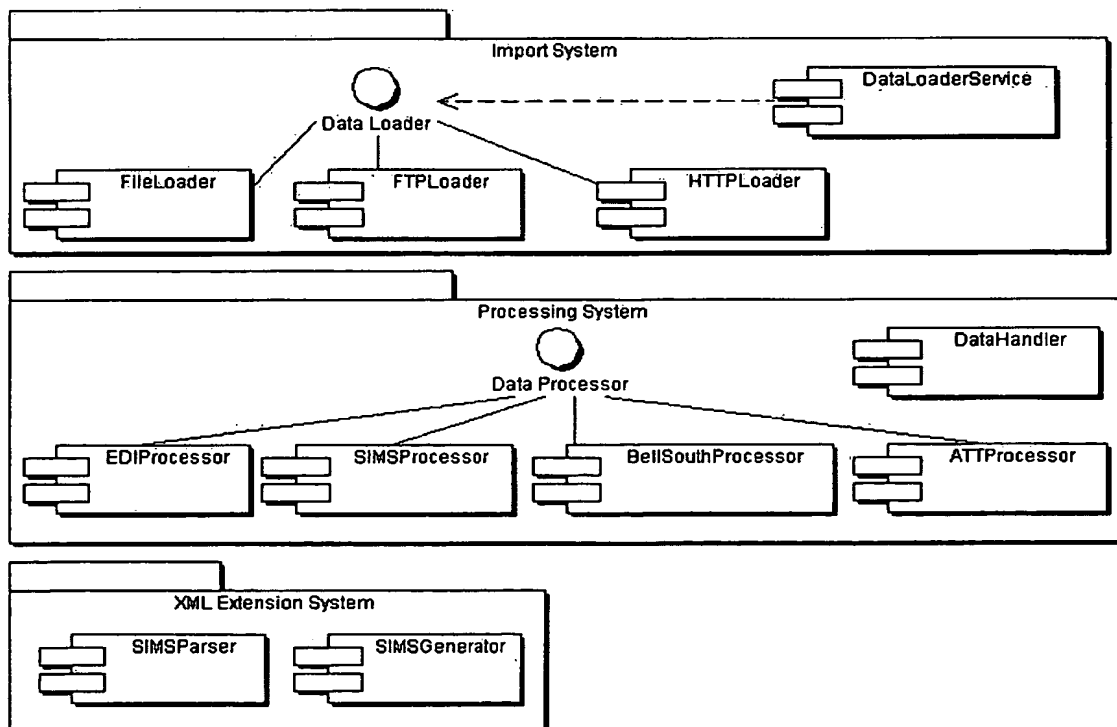 Import System
DataLoaderService
Data Loader
FileLoader
FTPLoader
HTTPLoader
Processing System
DataHandler
Data Processor
EDIProcessor
SIMSProcessor
BellSouthProcessor
ATTProcessor
XML Extension System
SIMSParser
SIMSGenerator